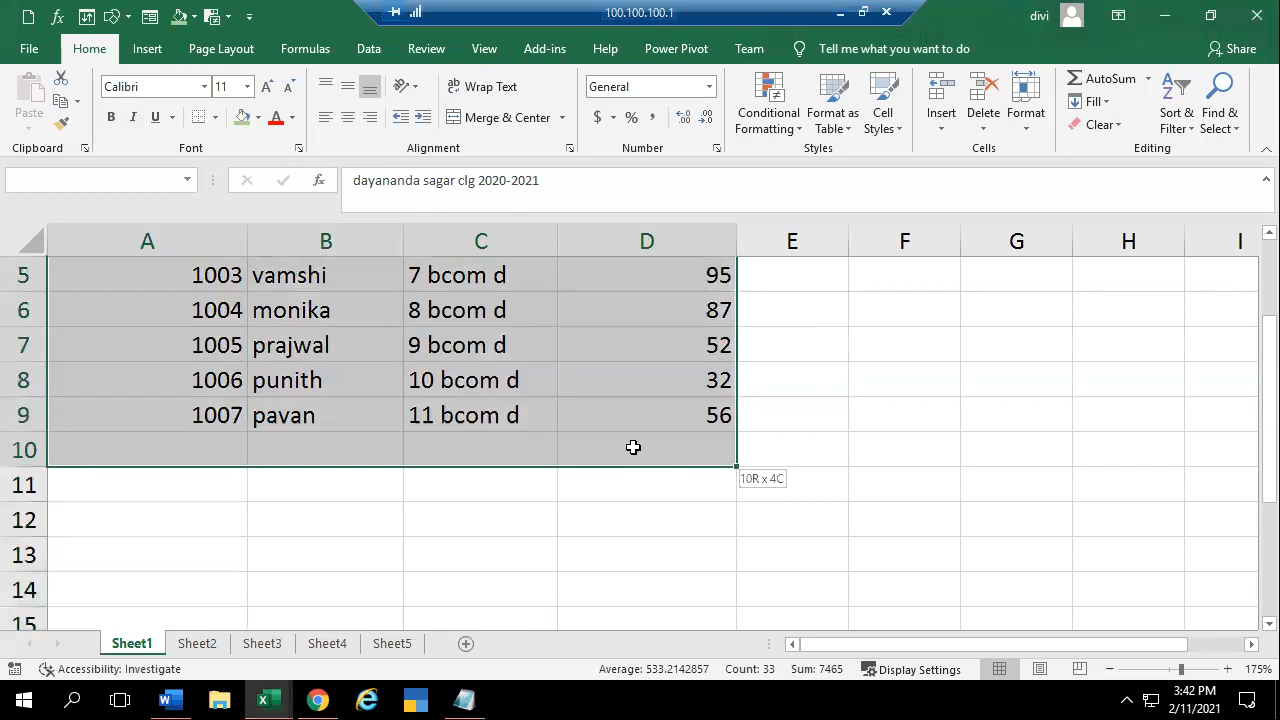 100.100.100.1
divi
File Home Insert Page Layout Formulas Data Review View Add-ins Help Power Pivot Team Tell me what you want to do Share
Paste
Calibri 11
B I U A
Wrap Text
Merge & Center
General
$ % ,
Conditional Formatting
Format as Table
Cell Styles
Insert Delete Format
AutoSum
Fill
Clear
Sort & Filter
Find & Select
Clipboard Font Alignment Number Styles Cells Editing
fx dayananda sagar clg 2020-2021
A B C D E F G H I
5 1003 vamshi 7 bcom d 95
6 1004 monika 8 bcom d 87
7 1005 prajwal 9 bcom d 52
8 1006 punith 10 bcom d 32
9 1007 pavan 11 bcom d 56
10
10R x 4C
11
12
13
14
15
Sheet1 Sheet2 Sheet3 Sheet4 Sheet5
Accessibility: Investigate Average: 533.2142857 Count: 33 Sum: 7465 Display Settings 175%
3:42 PM
2/11/2021